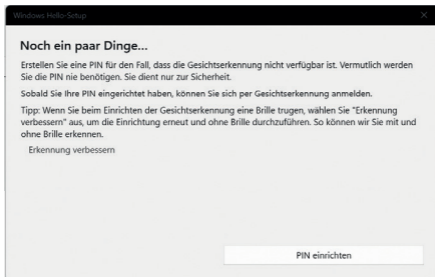 Windows Hello-Setup
Noch ein paar Dinge...
Erstellen Sie eine PIN für den Fall, dass die Gesichtserkennung nicht verfügbar ist. Vermutlich werden
Sie die PIN nie benötigen. Sie dient nur zur Sicherheit.
Sobald Sie Ihre PIN eingerichtet haben, können Sie sich per Gesichtserkennung anmelden.
Tipp: Wenn Sie beim Einrichten der Gesichtserkennung eine Brille trugen, wählen Sie "Erkennung
verbessern" aus, um die Einrichtung erneut und ohne Brille durchzuführen. So können wir Sie mit und
ohne Brille erkennen.
Erkennung verbessern
PIN einrichten